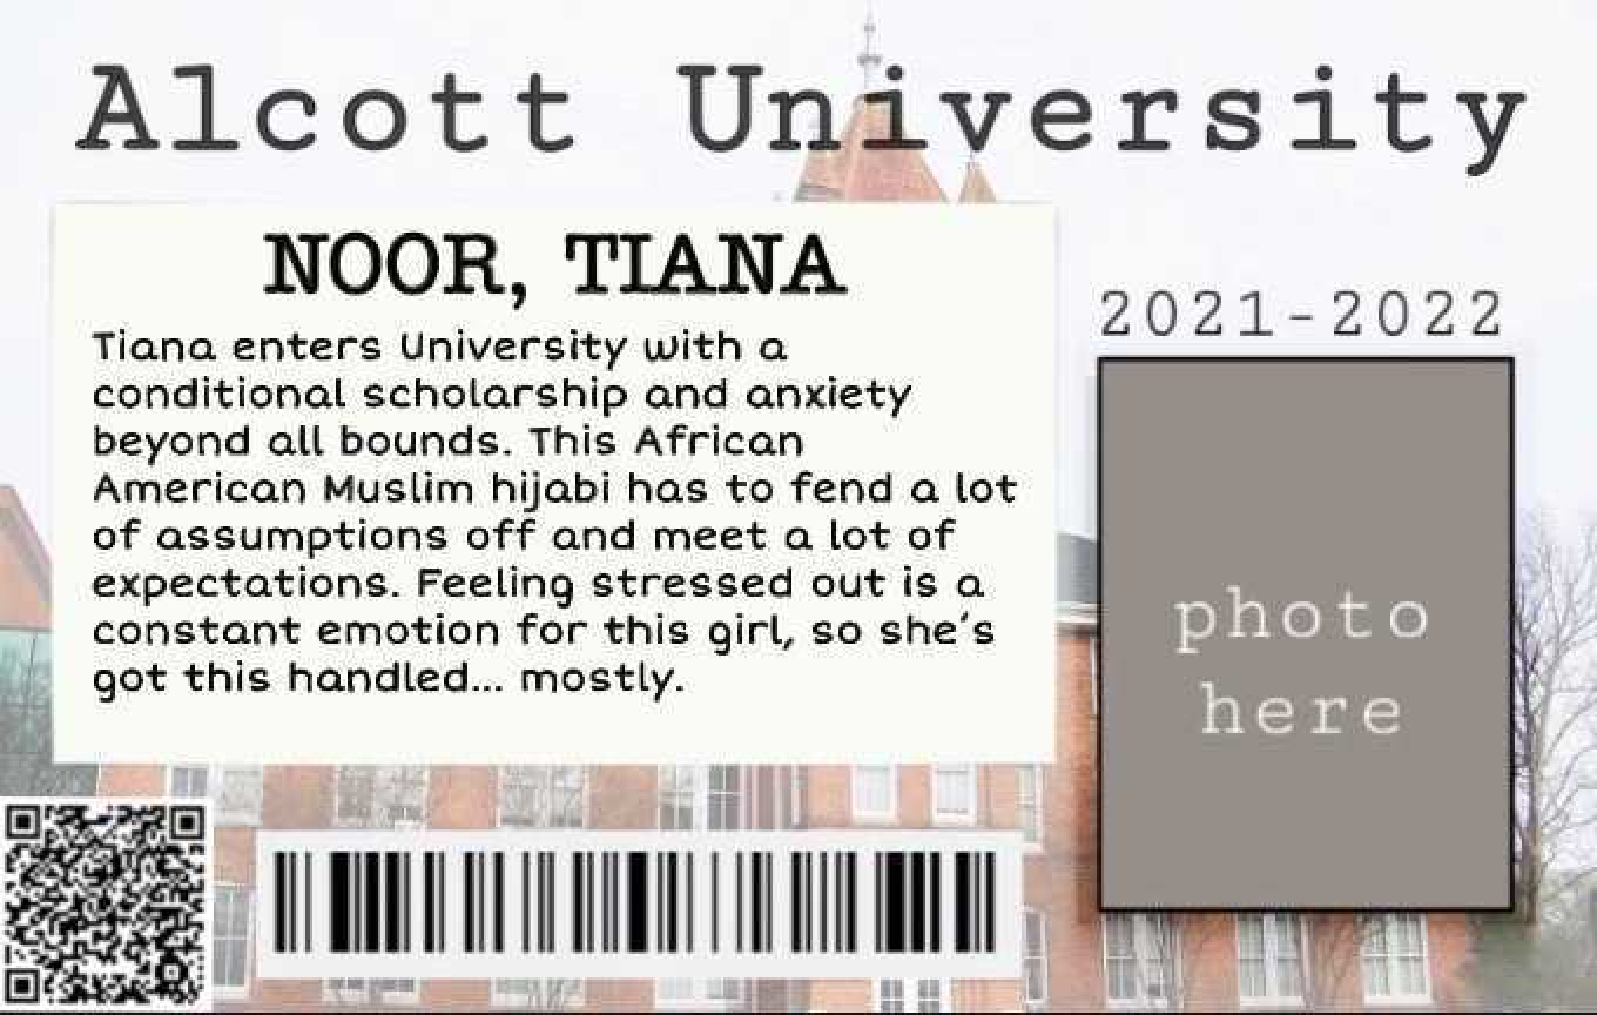 Alcott University
NOOR, TIANA
Tiana enters University with a
conditional scholarship and anxiety
beyond all bounds. This African
American Muslim hijabi has to fend a lot
of assumptions off and meet a lot of
expectations. Feeling stressed out is a
constant emotion for this girl, so she's
got this handled... mostly.
2021-2022
photo
here